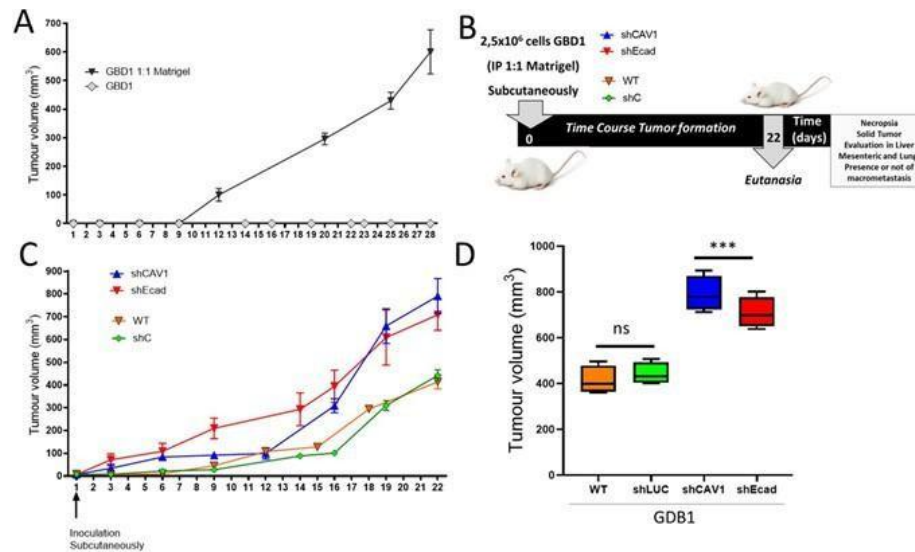 A
Tumour volume (mm³)
700
600
500
400
300
200
100
0
GBD1 1:1 Matrigel
GBD1
1 2 3 4 5 6 7 8 9 10 11 12 13 14 15 16 17 18 19 20 21 22 23 24 25 26 27 28
B
2,5x10⁶ cells GBD1
(IP 1:1 Matrigel)
Subcutaneously
shCAV1
shEcad
WT
shC
0
Time Course Tumor formation
22
Time
(days)
Eutanasia
Necropsia
Solid Tumor
Evaluation in Liver
Mesenteric and Lung
Presence or not of
macrometastasis
C
Tumour volume (mm³)
900
800
700
600
500
400
300
200
100
0
shCAV1
shEcad
WT
shC
1 2 3 4 5 6 7 8 9 10 11 12 13 14 15 16 17 18 19 20 21 22
Inoculation
Subcutaneously
D
Tumour volume (mm³)
1000
800
600
400
200
0
ns
***
WT shLUC shCAV1 shEcad
GDB1